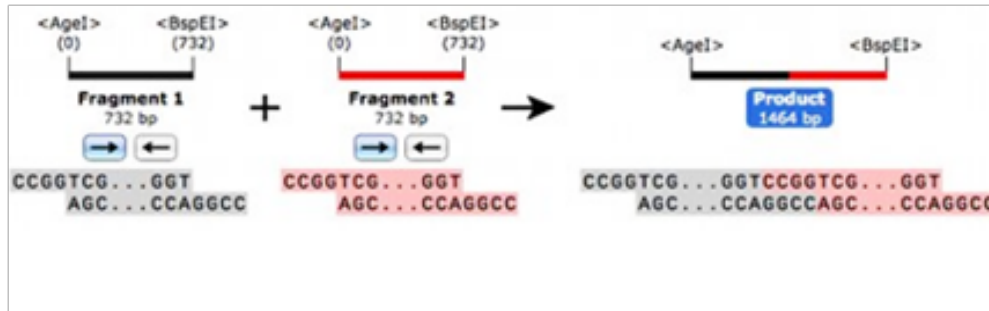 <AgeI> <BspEI> <AgeI> <BspEI>
(0) (732) (0) (732) <AgeI> <BspEI>
Fragment 1 + Fragment 2 Product
732 bp 732 bp 1464 bp
CCGGTCG...GGT CCGGTCG...GGT CCGGTCG...GGTCCGGTCG...GGT
AGC...CCAGGCC AGC...CCAGGCC AGC...CCAGGCCAGC...CCAGGCC